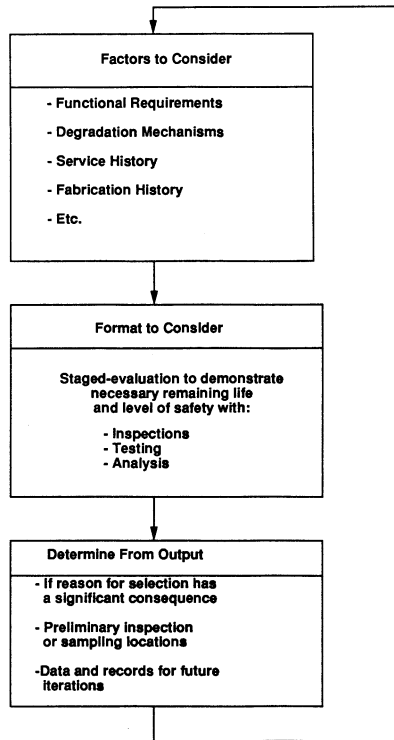 Factors to Consider
- Functional Requirements
- Degradation Mechanisms
- Service History
- Fabrication History
- Etc.
Format to Consider
Staged-evaluation to demonstrate
necessary remaining life
and level of safety with:
- Inspections
- Testing
- Analysis
Determine From Output
- If reason for selection has
a significant consequence
- Preliminary inspection
or sampling locations
-Data and records for future
iterations